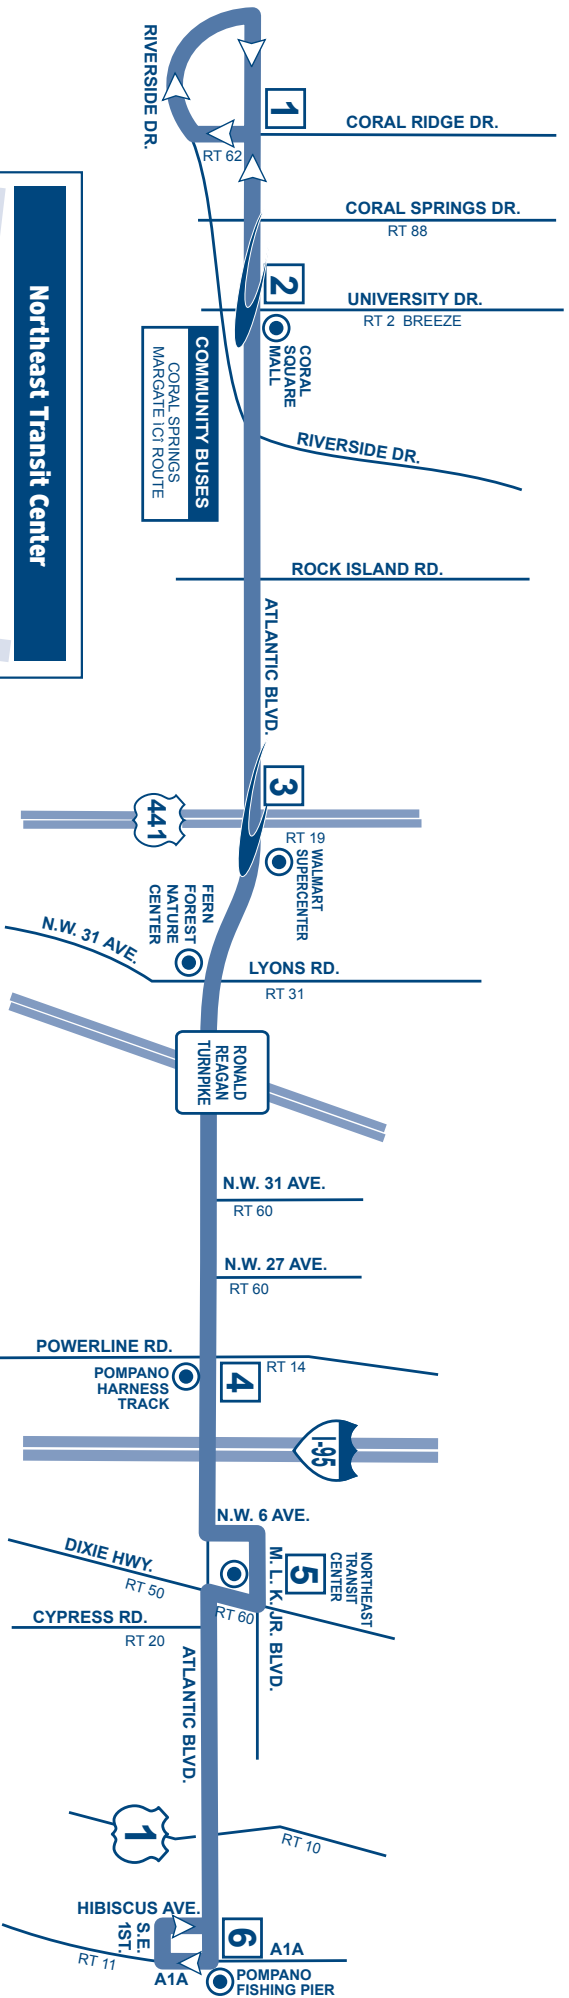 RIVERSIDE DR.
1
CORAL RIDGE DR.
RT 62
CORAL SPRINGS DR.
RT 88
2
UNIVERSITY DR.
RT 2 BREEZE
CORAL
SQUARE
MALL
COMMUNITY BUSES
CORAL SPRINGS
MARGATE ìCî ROUTE
RIVERSIDE DR.
Northeast Transit Center
ROCK ISLAND RD.
ATLANTIC BLVD.
3
441
RT 19
WALMART
SUPERCENTER
FERN
FOREST
NATURE
CENTER
N.W. 31 AVE.
LYONS RD.
RT 31
RONALD
REAGAN
TURNPIKE
N.W. 31 AVE.
RT 60
N.W. 27 AVE.
RT 60
POWERLINE RD.
RT 14
4
POMPANO
HARNESS
TRACK
I-95
N.W. 6 AVE.
DIXIE HWY.
RT 50
M. L. K. JR. BLVD.
5
NORTHEAST
TRANSIT
CENTER
RT 60
CYPRESS RD.
RT 20
ATLANTIC BLVD.
1
RT 10
HIBISCUS AVE.
S.E.
1ST.
6
A1A
RT 11
A1A
POMPANO
FISHING PIER